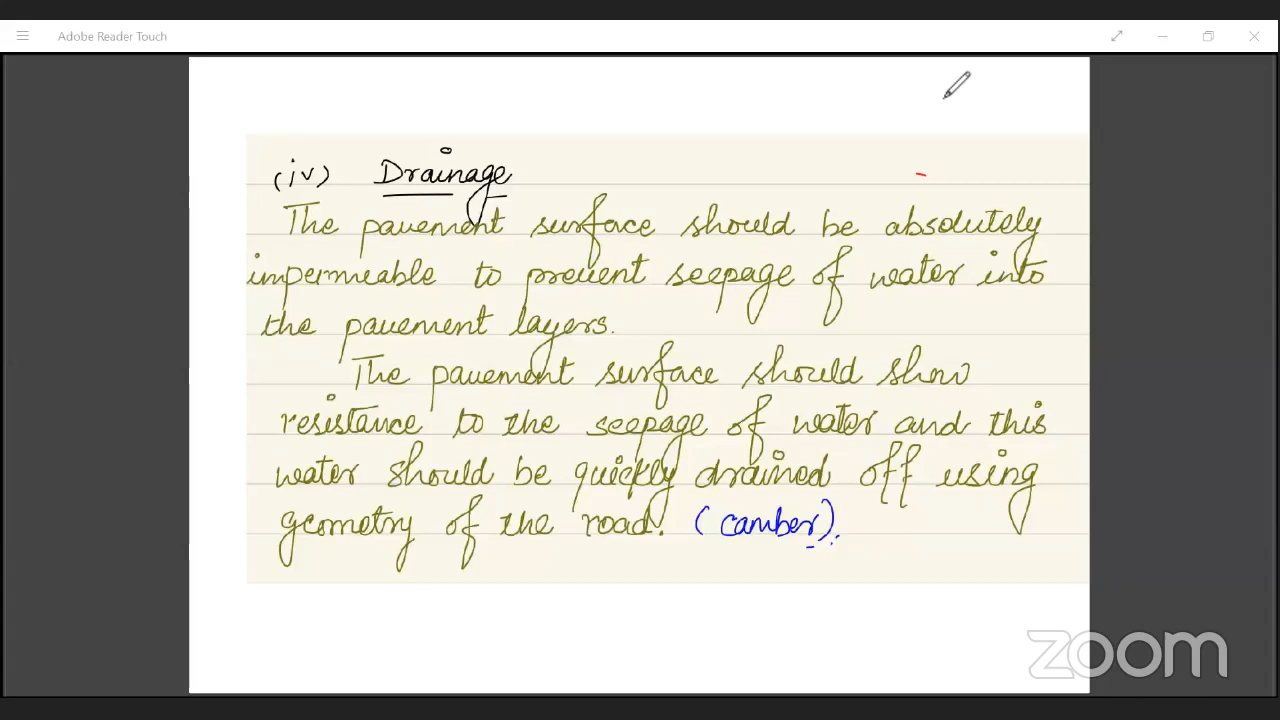 Adobe Reader Touch
(iv) Drainage
The pavement surface should be absolutely
impermeable to prevent seepage of water into
the pavement layers.
The pavement surface should show
resistance to the seepage of water and this
water should be quickly drained off using
geometry of the road. (camber).
zoom